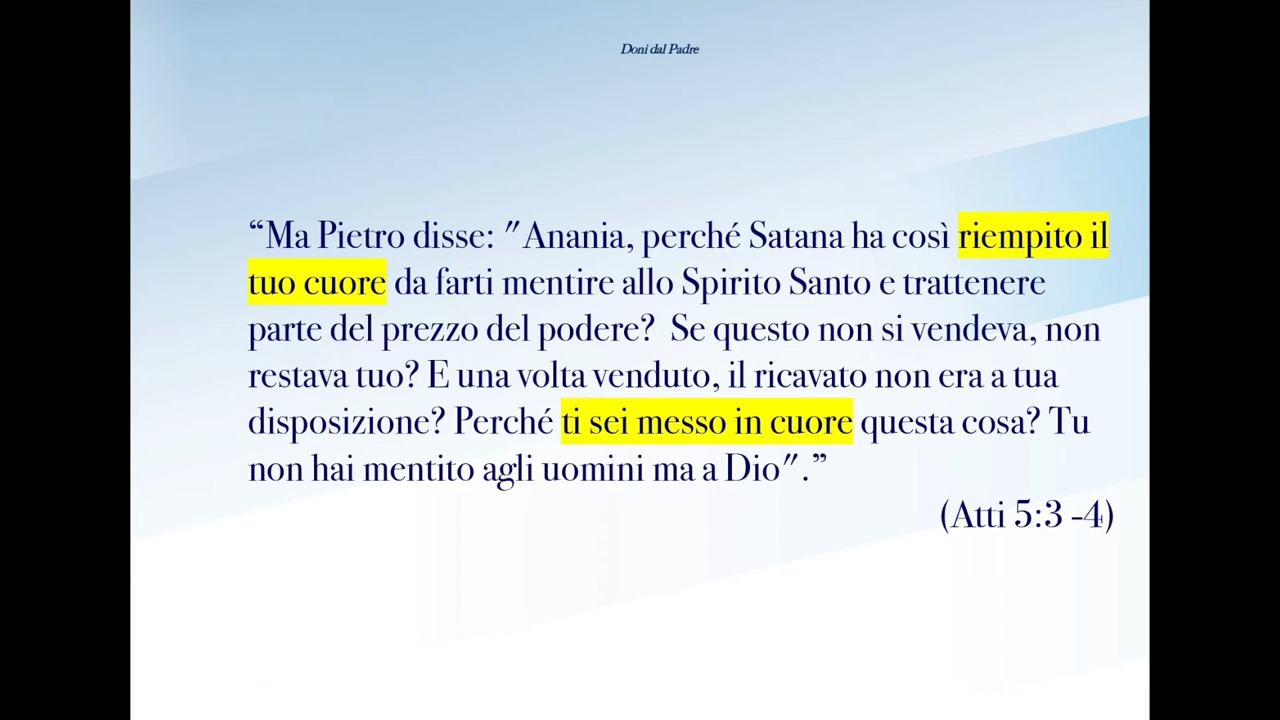 Doni dal Padre
“Ma Pietro disse: "Anania, perché Satana ha così riempito il
tuo cuore da farti mentire allo Spirito Santo e trattenere
parte del prezzo del podere?  Se questo non si vendeva, non
restava tuo? E una volta venduto, il ricavato non era a tua
disposizione? Perché ti sei messo in cuore questa cosa? Tu
non hai mentito agli uomini ma a Dio".”
(Atti 5:3 -4)